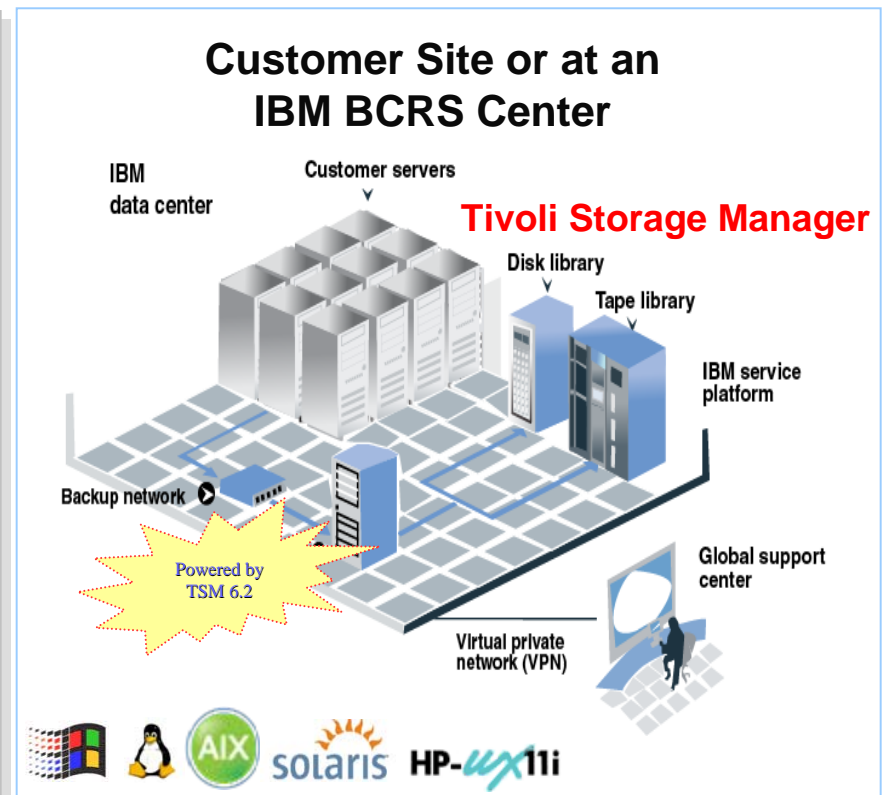 Customer Site or at an
IBM BCRS Center
IBM
data center
Customer servers
Tivoli Storage Manager
Disk library
Tape library
IBM service
platform
Backup network
Powered by
TSM 6.2
Global support
center
Virtual private
network (VPN)
AIX
solaris
HP-ux11i